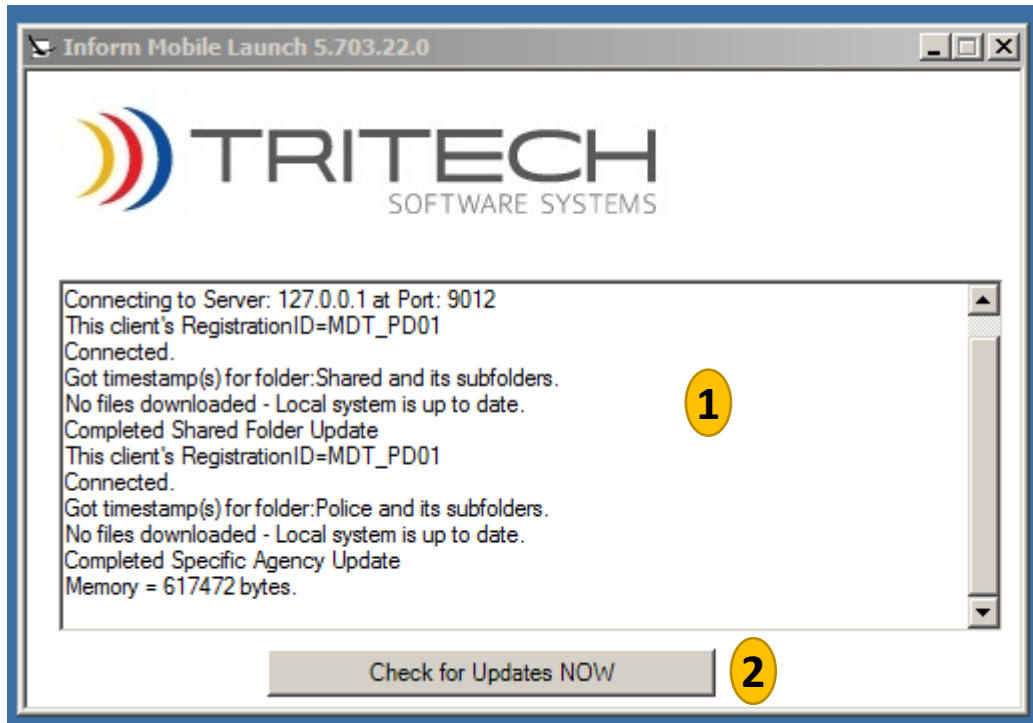 Inform Mobile Launch 5.703.22.0
TRITECH
SOFTWARE SYSTEMS
Connecting to Server: 127.0.0.1 at Port: 9012
This client's RegistrationID=MDT_PD01
Connected.
Got timestamp(s) for folder:Shared and its subfolders.
No files downloaded - Local system is up to date.
1
Completed Shared Folder Update
This client's RegistrationID=MDT_PD01
Connected.
Got timestamp(s) for folder:Police and its subfolders.
No files downloaded - Local system is up to date.
Completed Specific Agency Update
Memory = 617472 bytes.
Check for Updates NOW
2